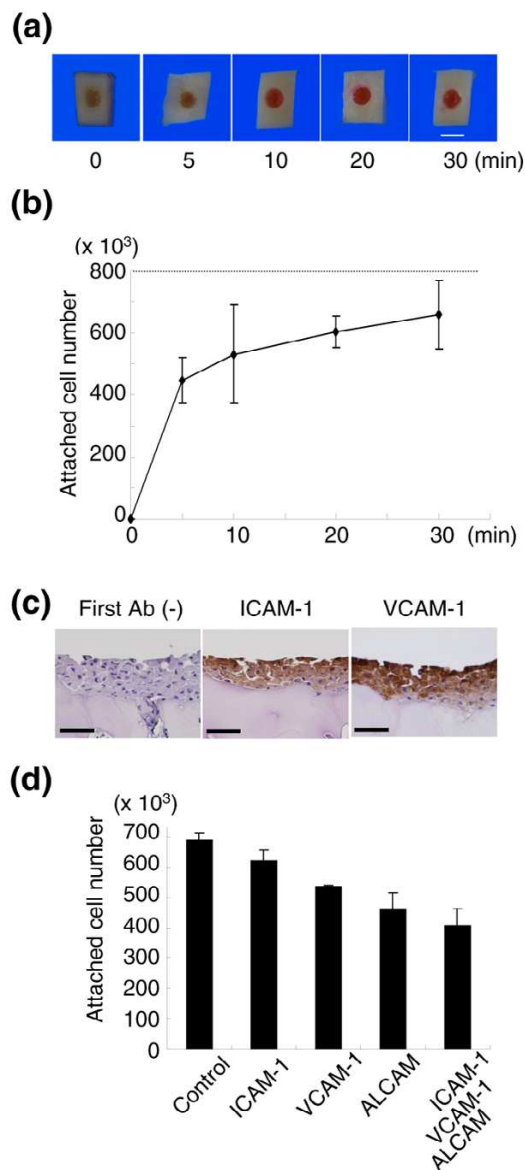 (a)
0 5 10 20 30 (min)
(b)
(x 10³)
800
600
400
200
0
Attached cell number
0 10 20 30 (min)
(c)
First Ab (-) ICAM-1 VCAM-1
(d)
(x 10³)
700
600
500
400
300
200
100
0
Attached cell number
Control
ICAM-1
VCAM-1
ALCAM
ICAM-1
VCAM-1
ALCAM